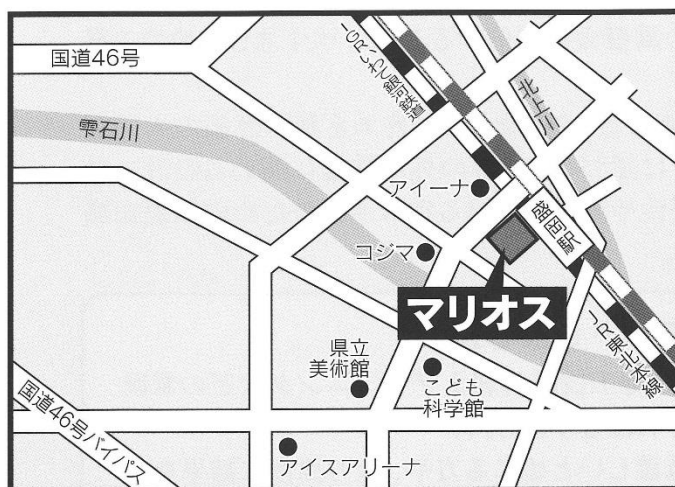 国道46号
IGRいわて銀河鉄道
北上川
雫石川
アイーナ
盛岡駅
コジマ
マリオス
JR東北本線
県立
美術館
こども
科学館
国道46号バイパス
アイスアリーナ